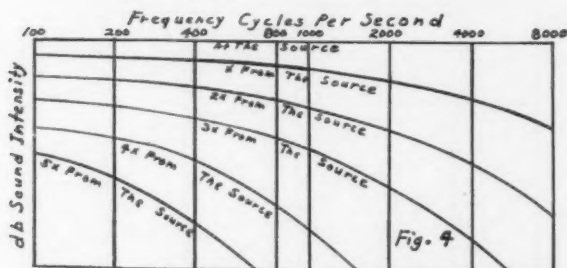 Frequency Cycles Per Second
100 200 400 800 1000 2000 4000 8000
db Sound Intensity
At The Source
x From The Source
2x From The Source
3x From The Source
4x From The Source
5x From The Source
Fig. 4